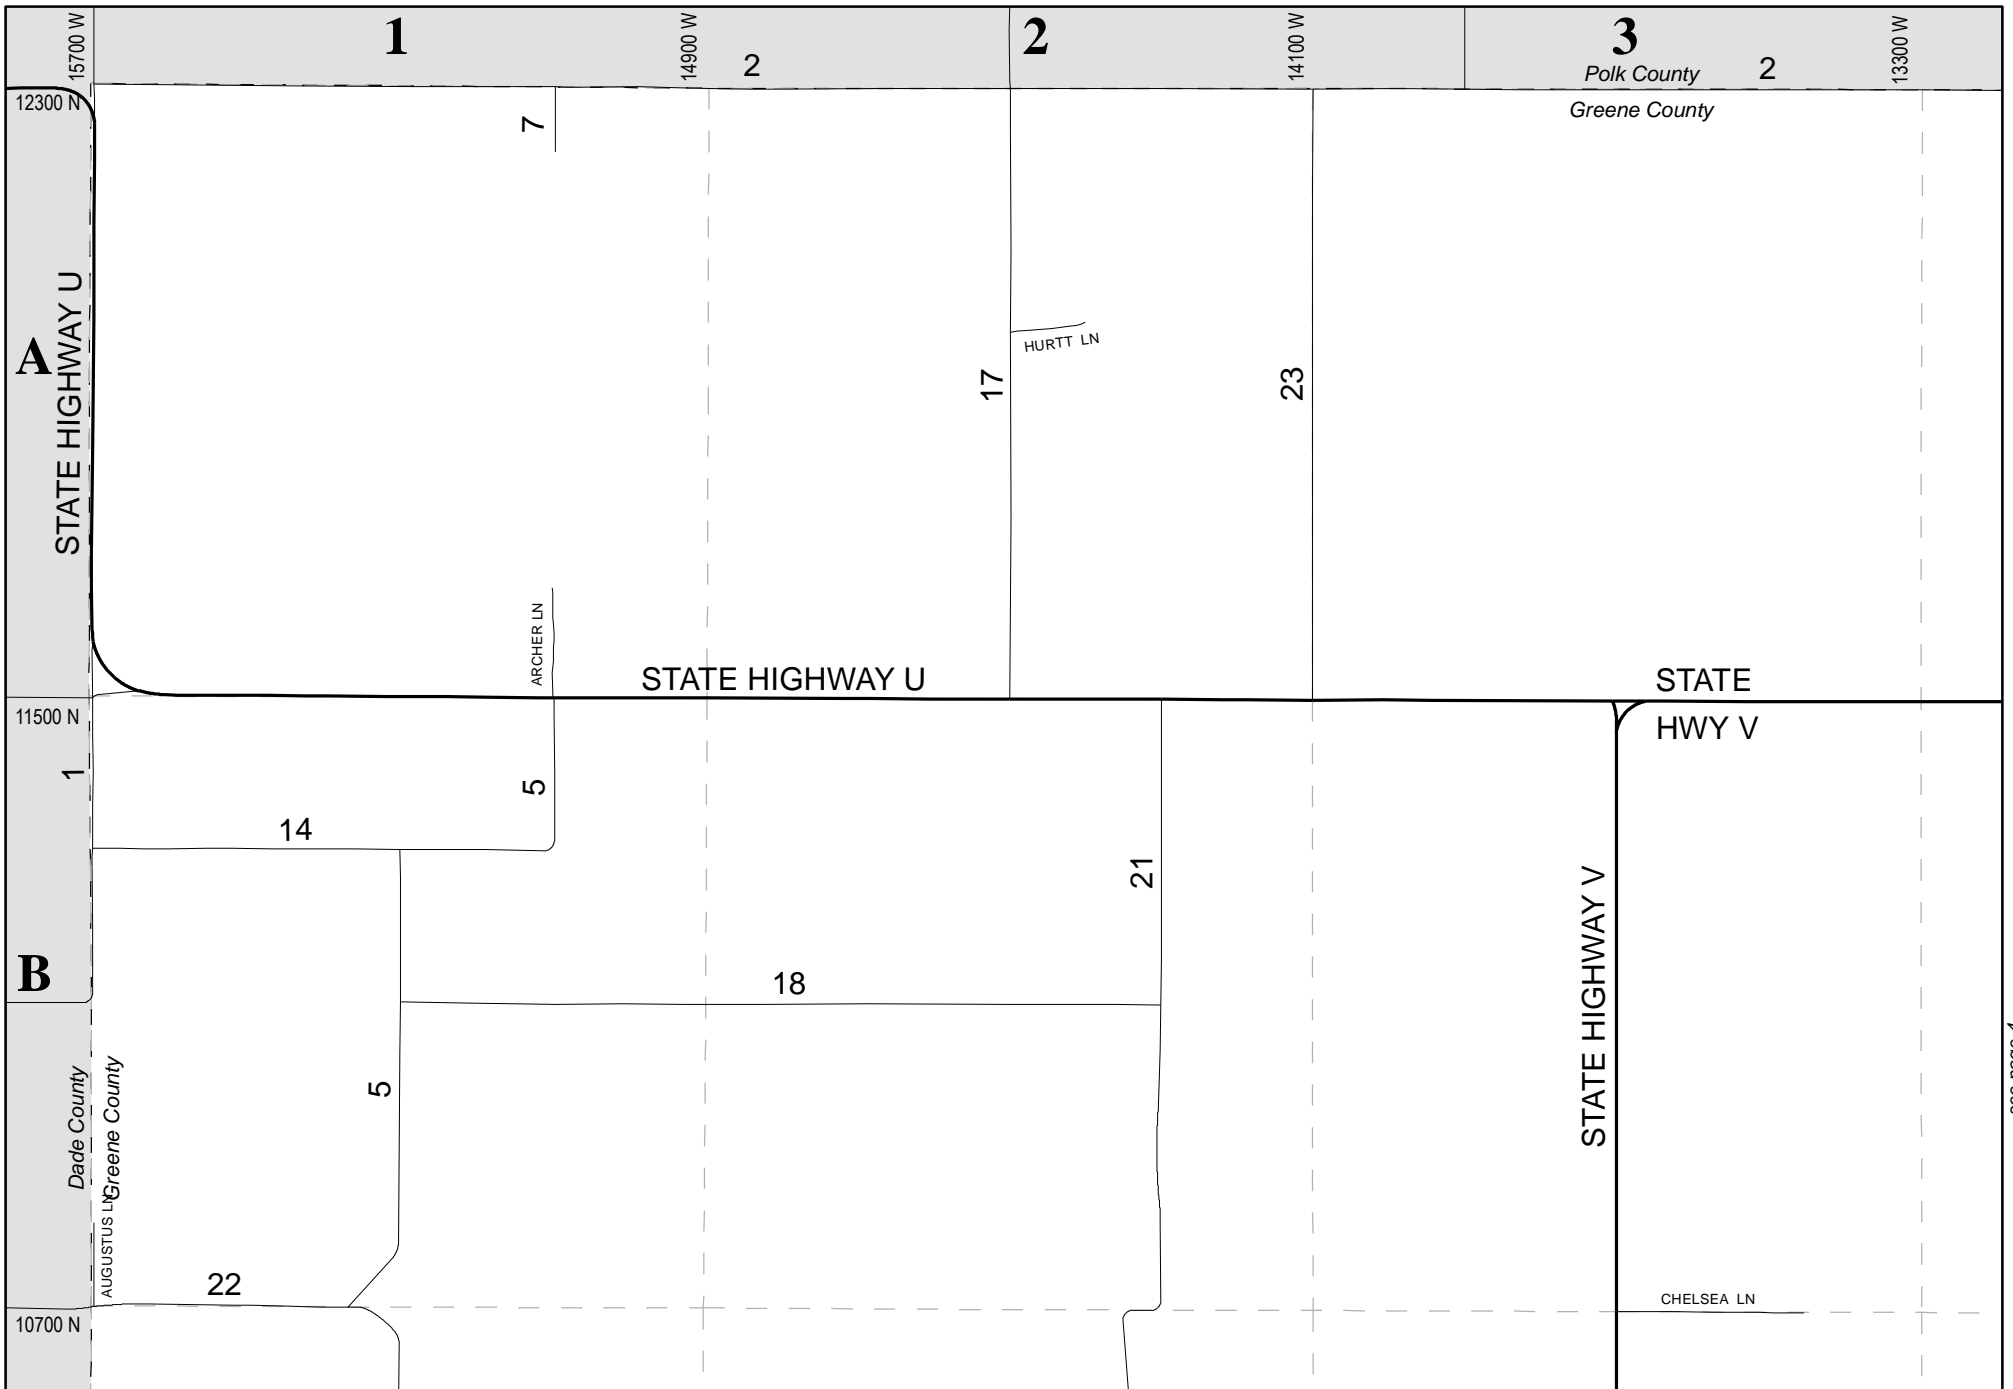 15700 W
1
14900 W
2
2
14100 W
3
Polk County
2
13300 W
12300 N
Greene County
7
STATE HIGHWAY U
A
HURTT LN
17
23
ARCHER LN
STATE HIGHWAY U
STATE
HWY V
11500 N
1
5
14
21
STATE HIGHWAY V
B
18
Dade County
Greene County
5
AUGUSTUS LN
22
CHELSEA LN
10700 N